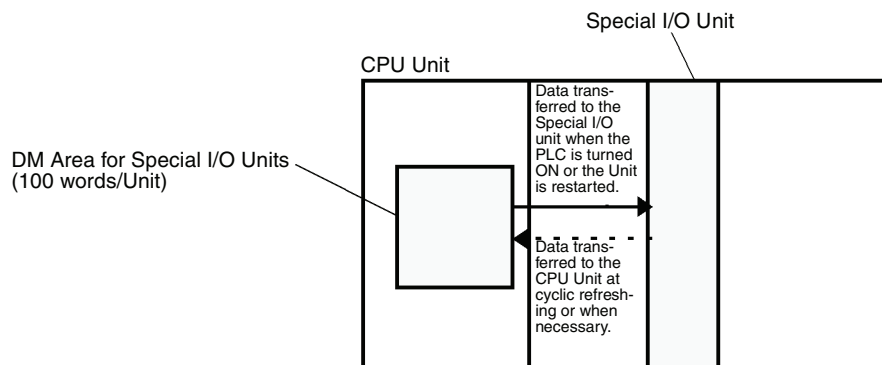 Special I/O Unit
CPU Unit
Data trans-
ferred to the
Special I/O
unit when the
PLC is turned
ON or the Unit
is restarted.
DM Area for Special I/O Units
(100 words/Unit)
Data trans-
ferred to the
CPU Unit at
cyclic refresh-
ing or when
necessary.